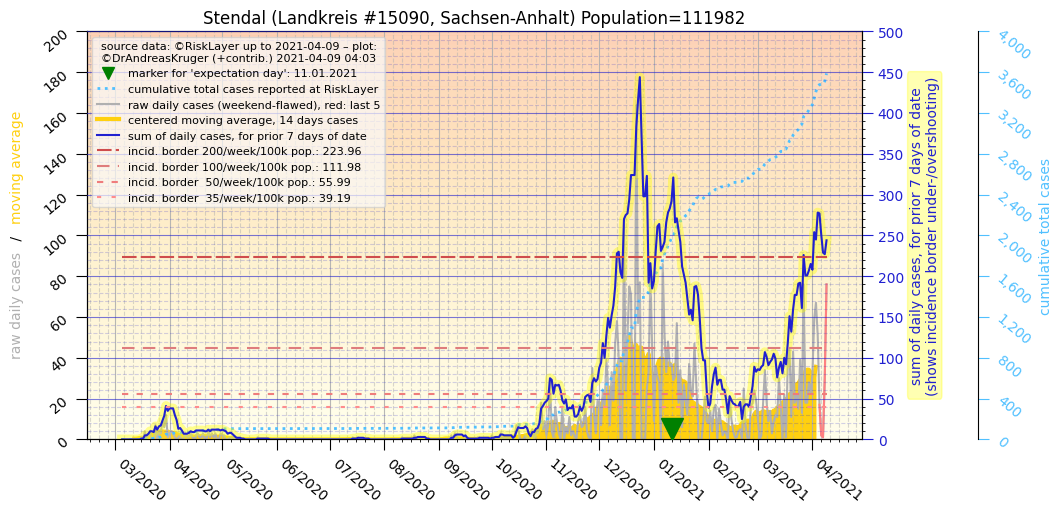 Stendal (Landkreis #15090, Sachsen-Anhalt) Population=111982
source data: ©RiskLayer up to 2021-04-09 – plot:
©DrAndreasKruger (+contrib.) 2021-04-09 04:03
marker for 'expectation day': 11.01.2021
cumulative total cases reported at RiskLayer
raw daily cases (weekend-flawed), red: last 5
centered moving average, 14 days cases
sum of daily cases, for prior 7 days of date
incid. border 200/week/100k pop.: 223.96
incid. border 100/week/100k pop.: 111.98
incid. border  50/week/100k pop.: 55.99
incid. border  35/week/100k pop.: 39.19
raw daily cases / moving average
200
180
160
140
120
100
80
60
40
20
0
03/2020
04/2020
05/2020
06/2020
07/2020
08/2020
09/2020
10/2020
11/2020
12/2020
01/2021
02/2021
03/2021
04/2021
500
450
400
350
300
250
200
150
100
50
0
sum of daily cases, for prior 7 days of date
(shows incidence border under-/overshooting)
4,000
3,600
3,200
2,800
2,400
2,000
1,600
1,200
800
400
0
cumulative total cases